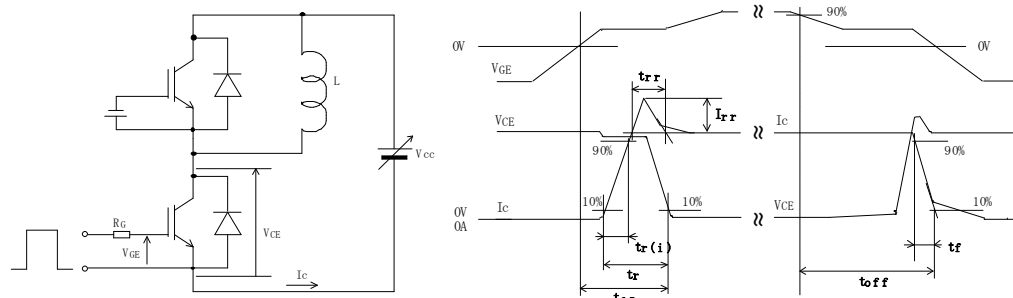 L
Vcc
RG
VGE
VCE
Ic
90%
0V
0V
VGE
trr
Irr
VCE
Ic
90%
90%
10%
10%
10%
0V
0A
Ic
VCE
tr(i)
tr
tf
toff